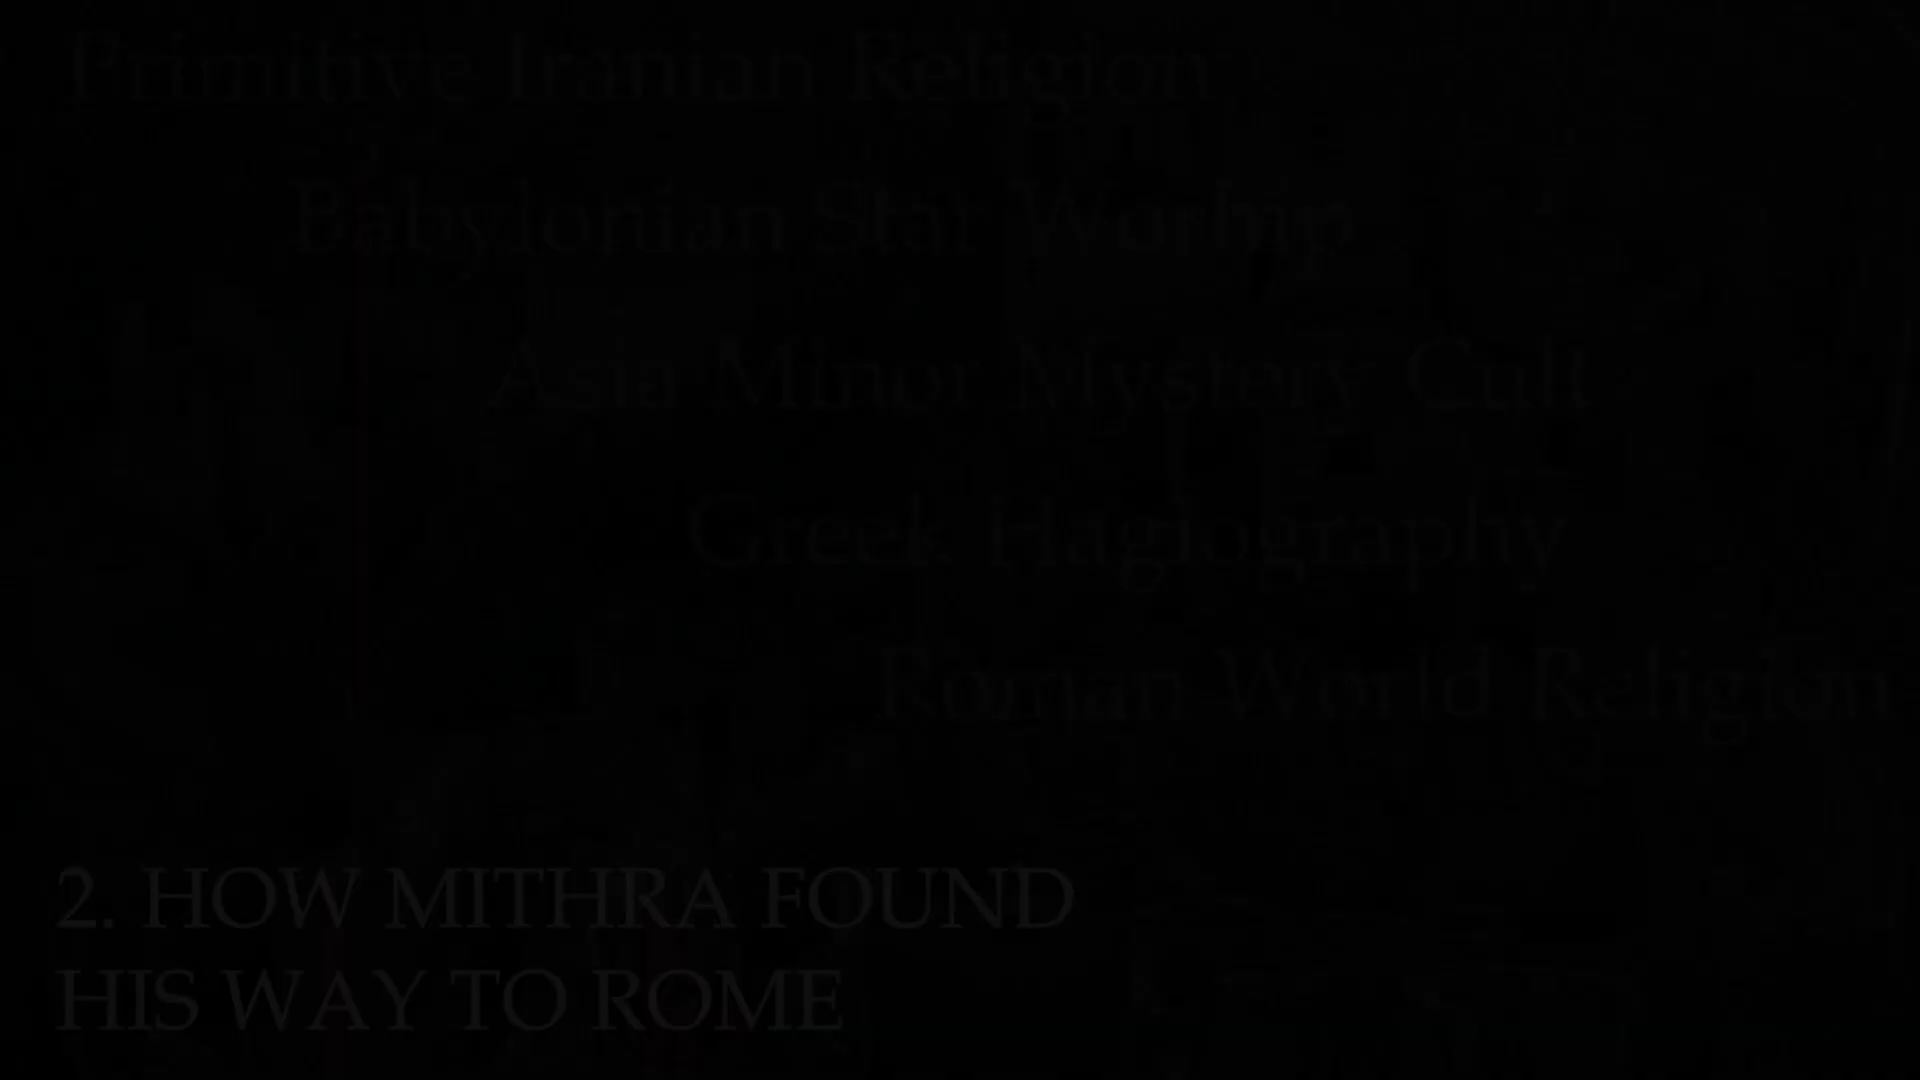 Primitive Iranian Religion
Babylonian Star Worhip
Asia Minor Mystery Cult
Greek Hagiography
Roman World Religion
2. HOW MITHRA FOUND
HIS WAY TO ROME